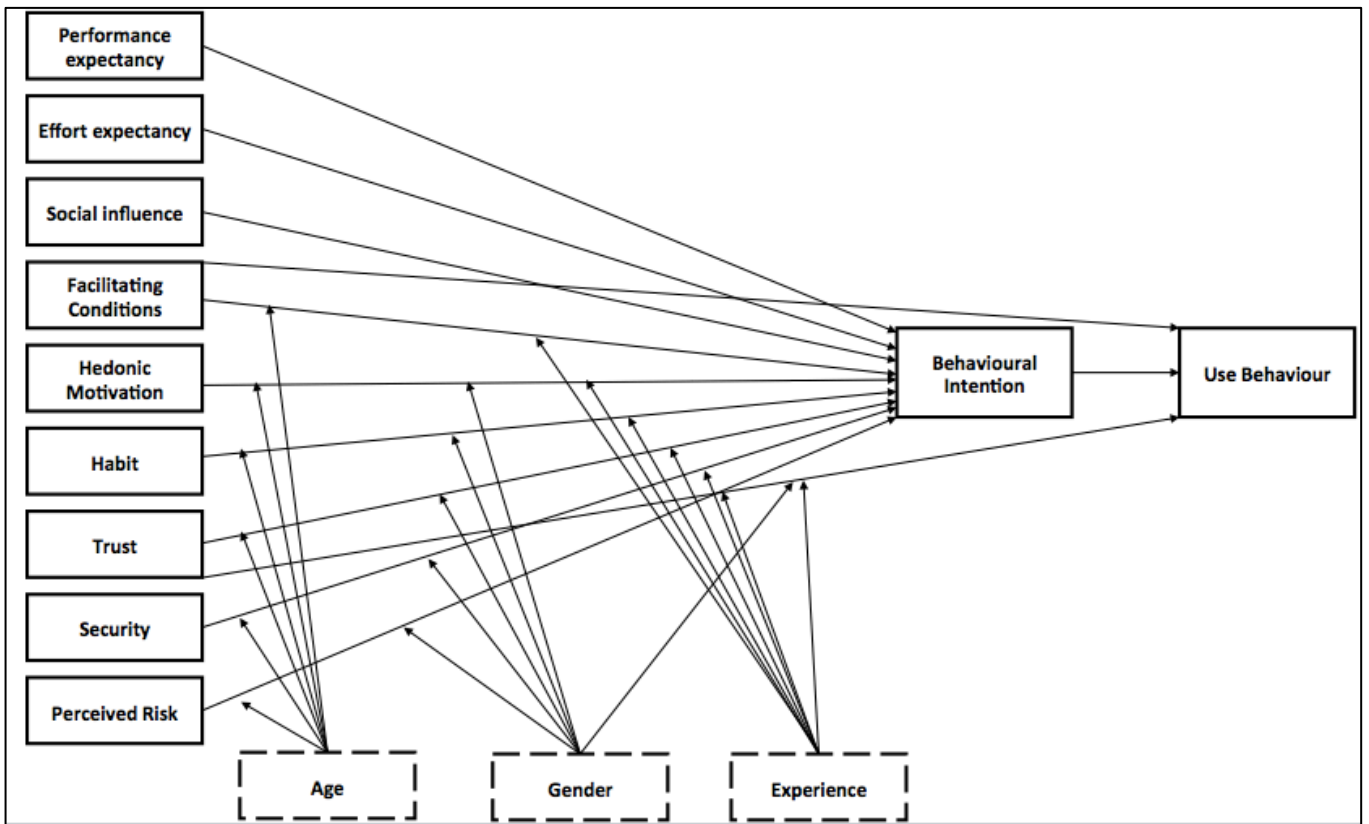 Performance
expectancy
Effort expectancy
Social influence
Facilitating
Conditions
Hedonic
Motivation
Habit
Trust
Security
Perceived Risk
Behavioural
Intention
Use Behaviour
Age
Gender
Experience